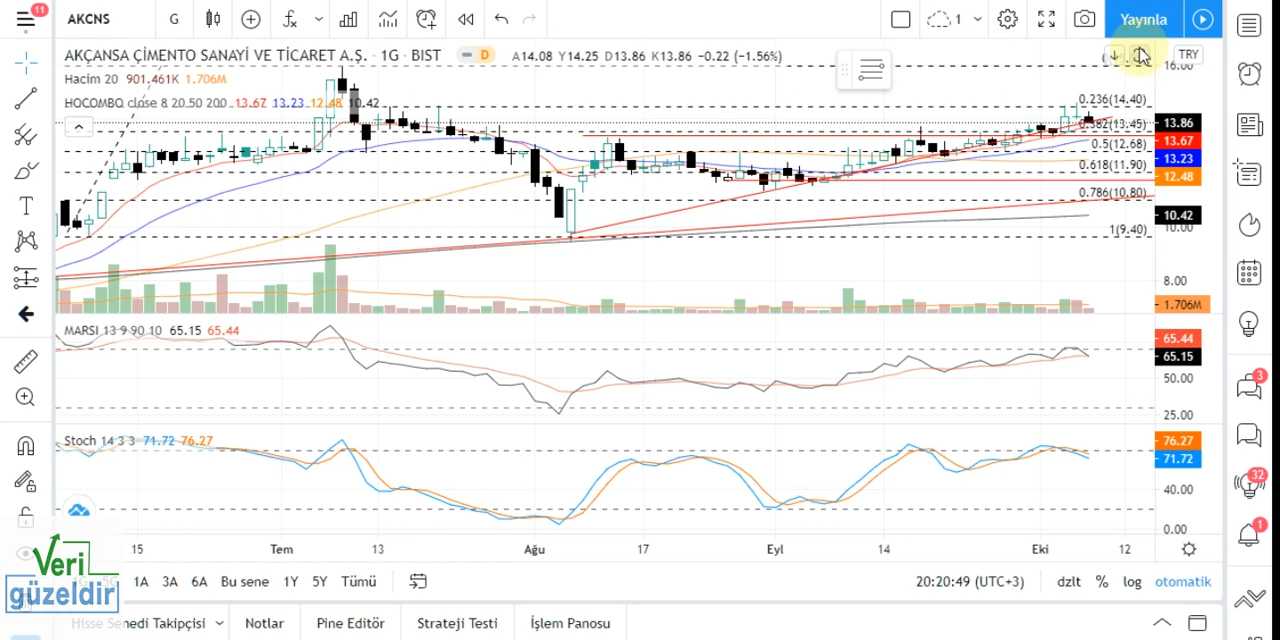 11
AKCNS
G
1
Yayınla
AKÇANSA ÇİMENTO SANAYİ VE TİCARET A.Ş. · 1G · BIST
D
A14.08 Y14.25 D13.86 K13.86 −0.22 (−1.56%)
TRY
Hacim 20 901.461K 1.706M
16.00
HOCOMBO close 8 20.50 200 13.67 13.23 12.48 10.42
0.236(14.40)
0.382(13.45)
0.5(12.68)
0.618(11.90)
0.786(10.80)
1(9.40)
13.86
13.67
13.23
12.48
10.42
10.00
8.00
1.706M
MARSI 13 9 90 10 65.15 65.44
65.44
65.15
50.00
25.00
Stoch 14 3 3 71.72 76.27
76.27
71.72
40.00
0.00
15
Tem
13
Ağu
17
Eyl
14
Eki
12
3
32
1
Veri
güzeldir
1A 3A 6A Bu sene 1Y 5Y Tümü
20:20:49 (UTC+3)
dzlt % log otomatik
Hisse Senedi Takipçisi
Notlar
Pine Editör
Strateji Testi
İşlem Panosu